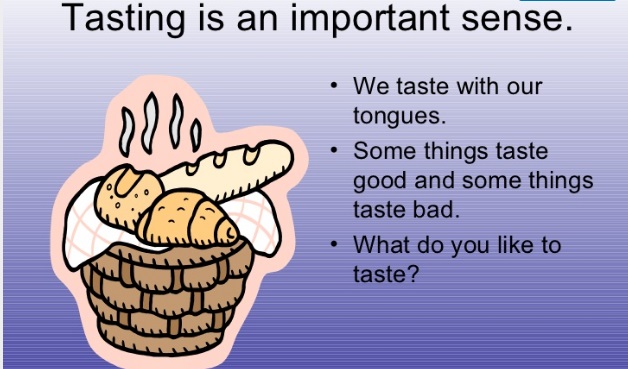 Tasting is an important sense.
• We taste with our
tongues.
• Some things taste
good and some things
taste bad.
• What do you like to
taste?